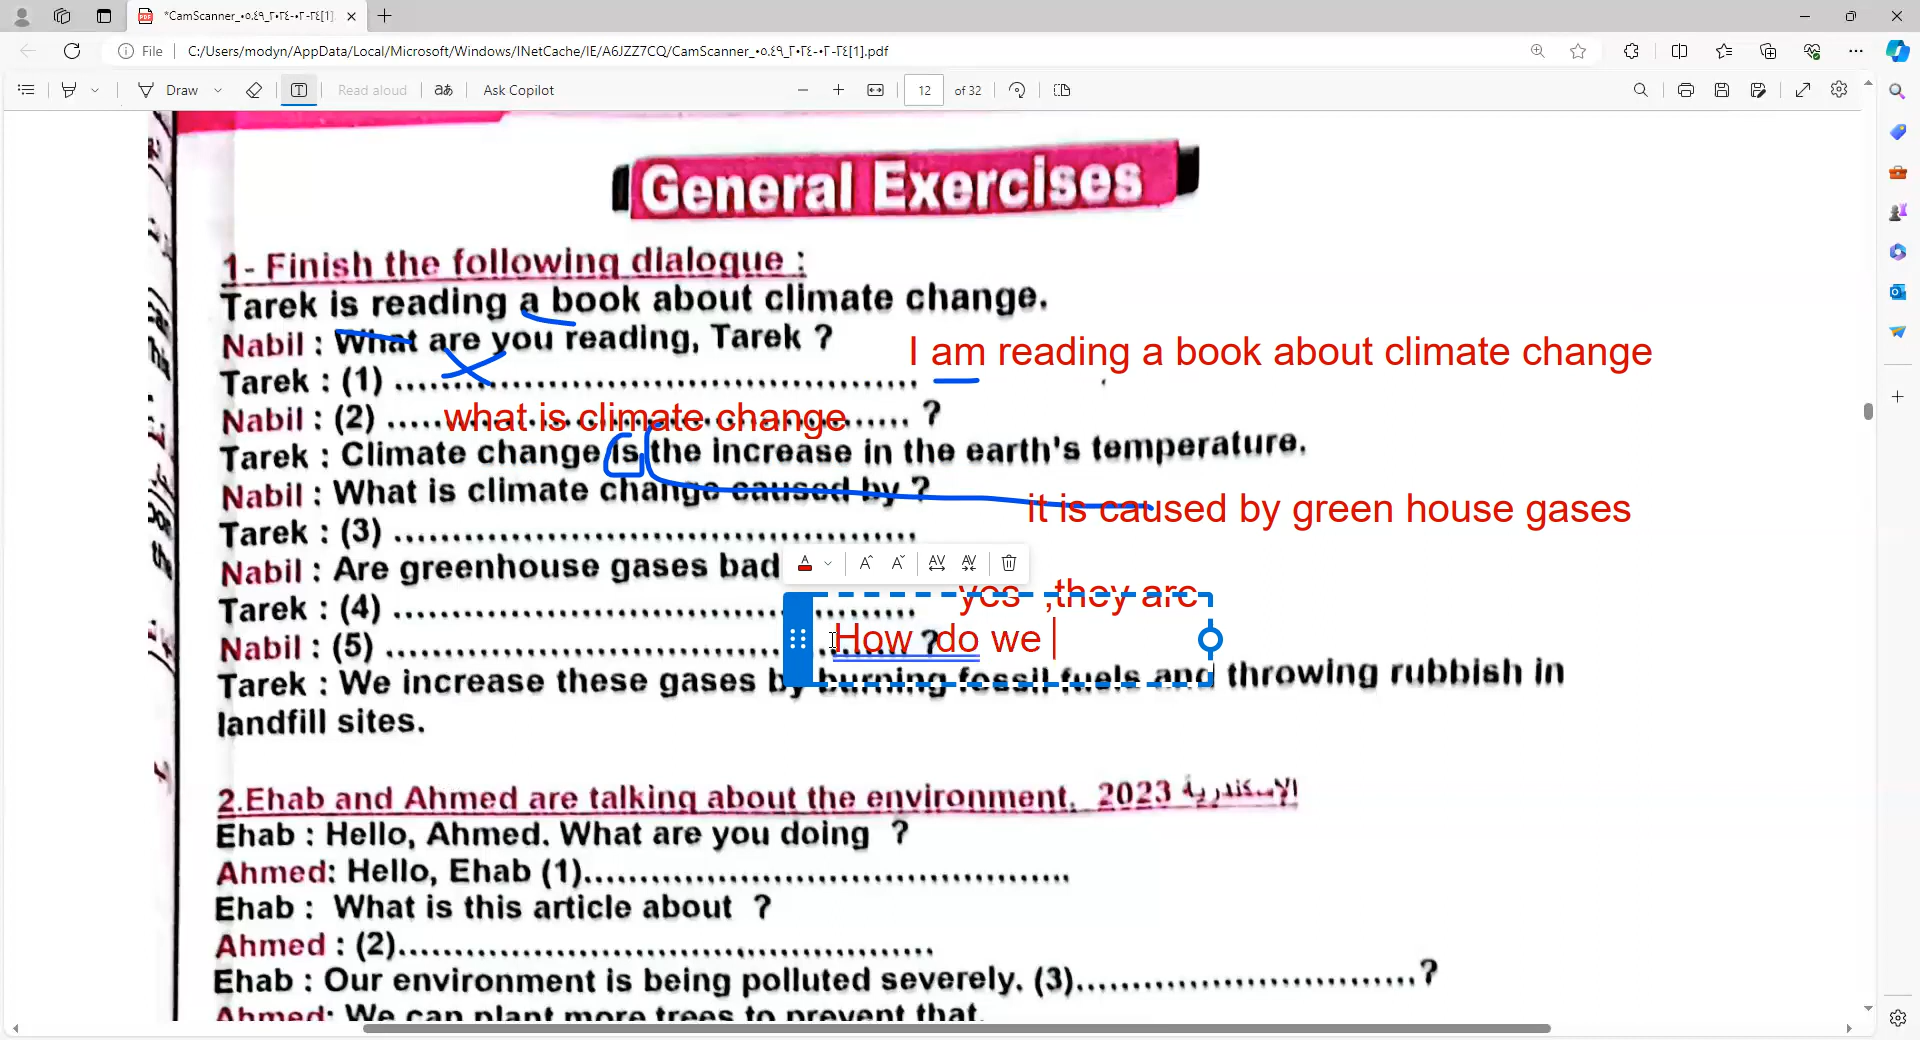 *CamScanner_٠٥.٤٩_٢٠٢٤-٠٢-٢٤[1].
File
C:/Users/modyn/AppData/Local/Microsoft/Windows/INetCache/IE/A6JZZ7CQ/CamScanner_٠٥.٤٩_٢٠٢٤-٠٢-٢٤[1].pdf
Draw
Read aloud
Ask Copilot
12 of 32
General Exercises
1- Finish the following dialogue :
Tarek is reading a book about climate change.
Nabil : What are you reading, Tarek ?
I am reading a book about climate change
Tarek : (1) ................................................
Nabil : (2) ................................................ ?
what is climate change
Tarek : Climate change is the increase in the earth's temperature.
Nabil : What is climate change caused by ?
it is caused by green house gases
Tarek : (3) ................................................
Nabil : Are greenhouse gases bad
Tarek : (4) ................................................
yes ,they are
Nabil : (5) ................................................ ?
How do we
Tarek : We increase these gases by burning fossil fuels and throwing rubbish in
landfill sites.
2.Ehab and Ahmed are talking about the environment, 2023 الإسكندرية
Ehab : Hello, Ahmed. What are you doing ?
Ahmed: Hello, Ehab (1)............................................
Ehab : What is this article about ?
Ahmed : (2)................................................
Ehab : Our environment is being polluted severely. (3)..............................?
Ahmed: We can plant more trees to prevent that.